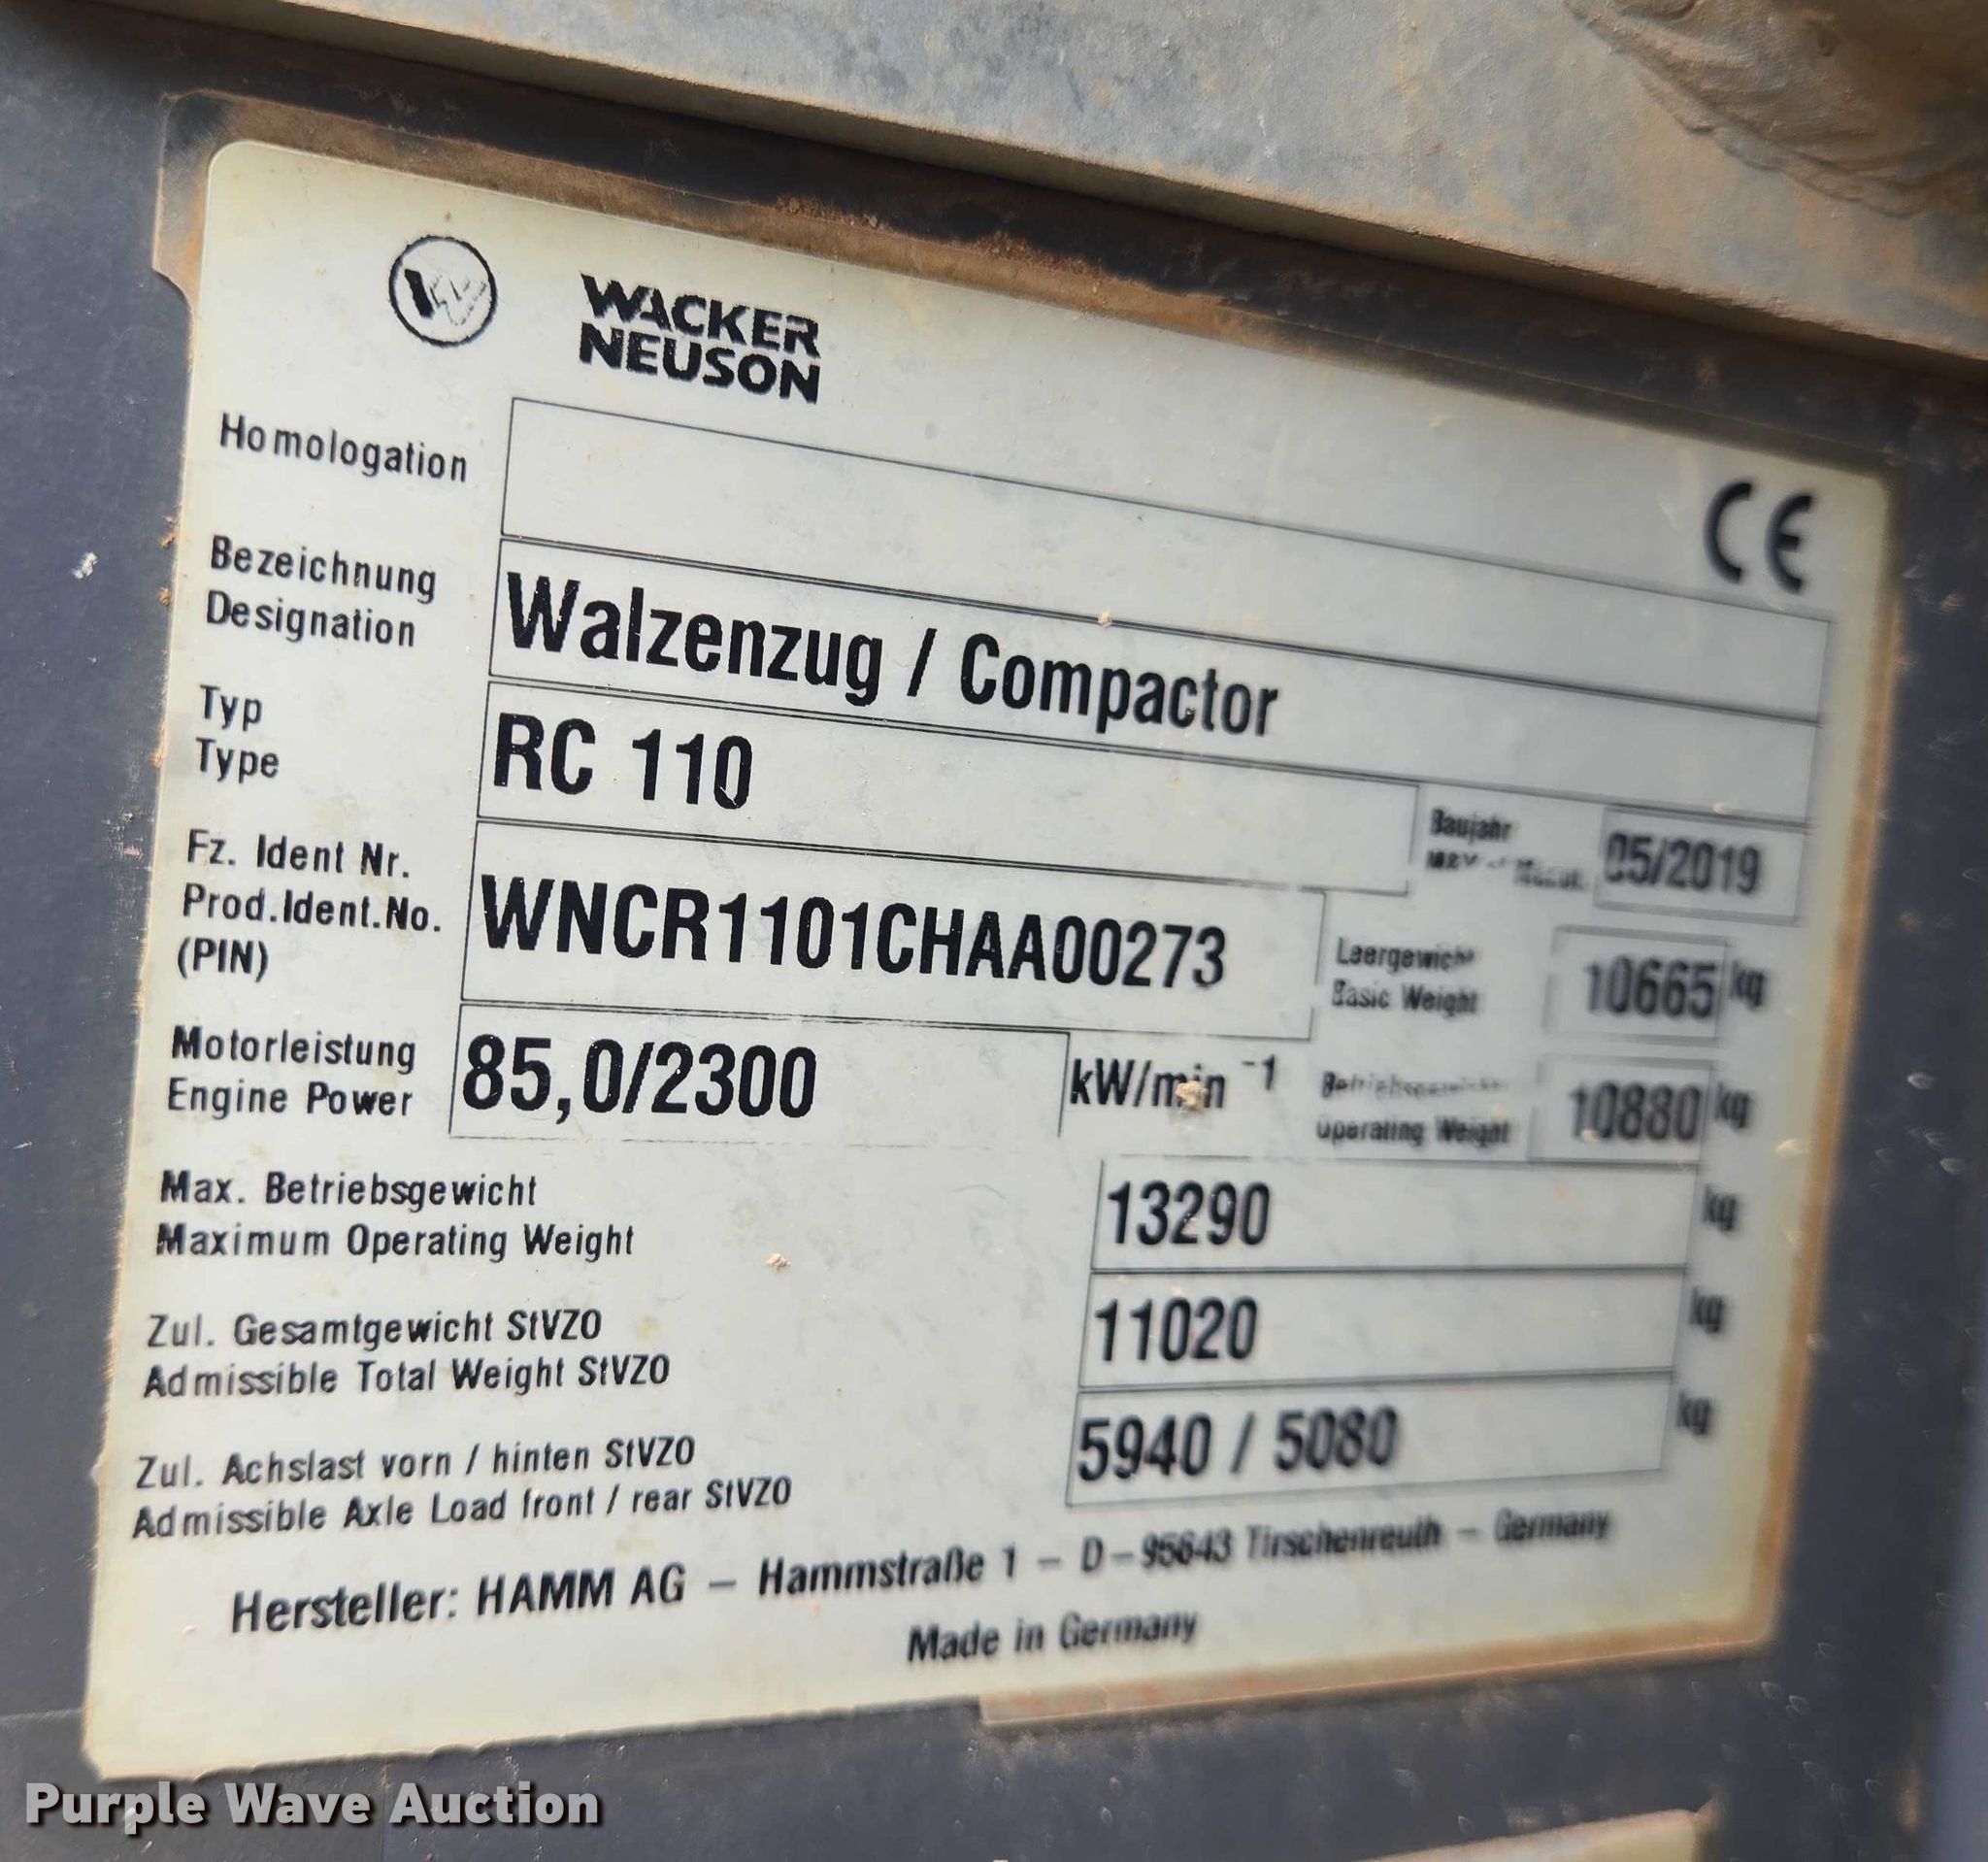 WACKER
NEUSON
CE
Homologation
Bezeichnung
Designation
Walzenzug / Compactor
Typ
Type
RC 110
Baujahr
05/2019
Fz. Ident Nr.
Prod.Ident.No.
(PIN)
WNCR1101CHAA00273
Leergewicht
Basic Weight
10665 kg
Motorleistung
Engine Power
85,0/2300 kW/min -1
Operating Weight
10880 kg
Max. Betriebsgewicht
Maximum Operating Weight
13290 kg
Zul. Gesamtgewicht StVZO
Admissible Total Weight StVZO
11020 kg
Zul. Achslast vorn / hinten StVZO
Admissible Axle Load front / rear StVZO
5940 / 5080 kg
Hersteller: HAMM AG – Hammstraße 1 – D–95643 Tirschenreuth – Germany
Made in Germany
Purple Wave Auction